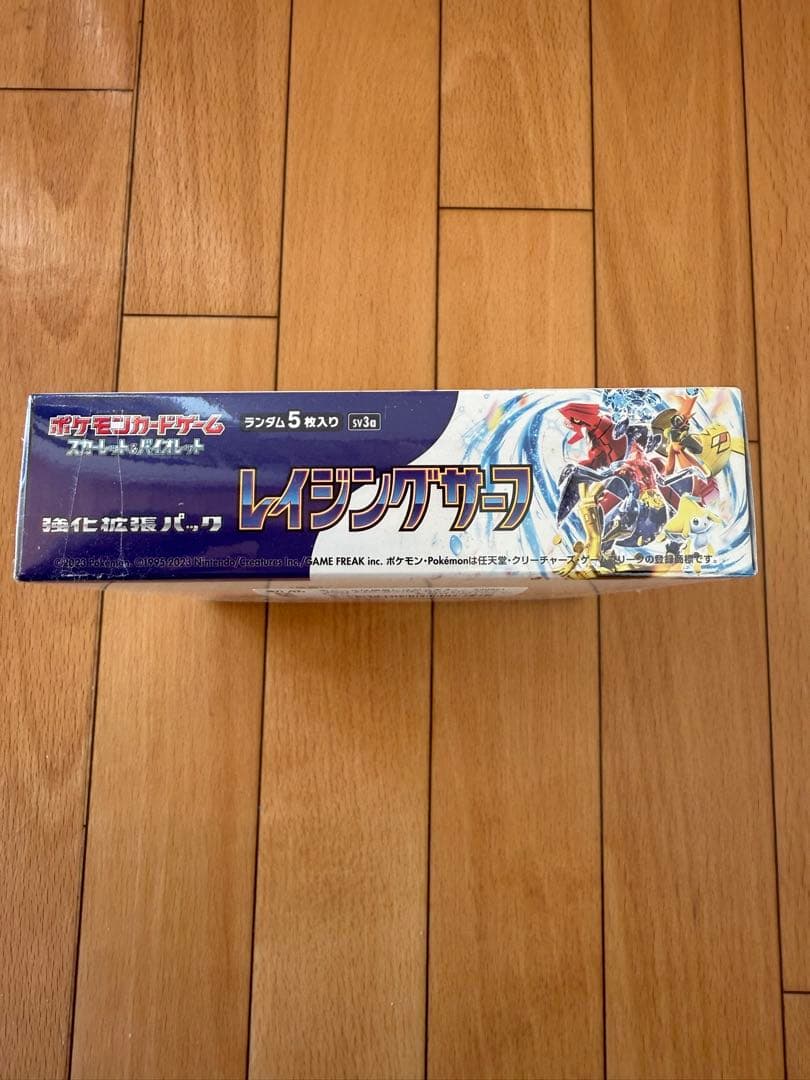 ポケモンカードゲーム
スカーレット&バイオレット
ランダム5枚入り sv3a
強化拡張パック
レイジングサーフ
©2023 Pokémon. ©1995-2023 Nintendo/Creatures Inc./GAME FREAK inc. ポケモン・Pokémonは任天堂・クリーチャーズ・ゲームフリークの登録商標です。